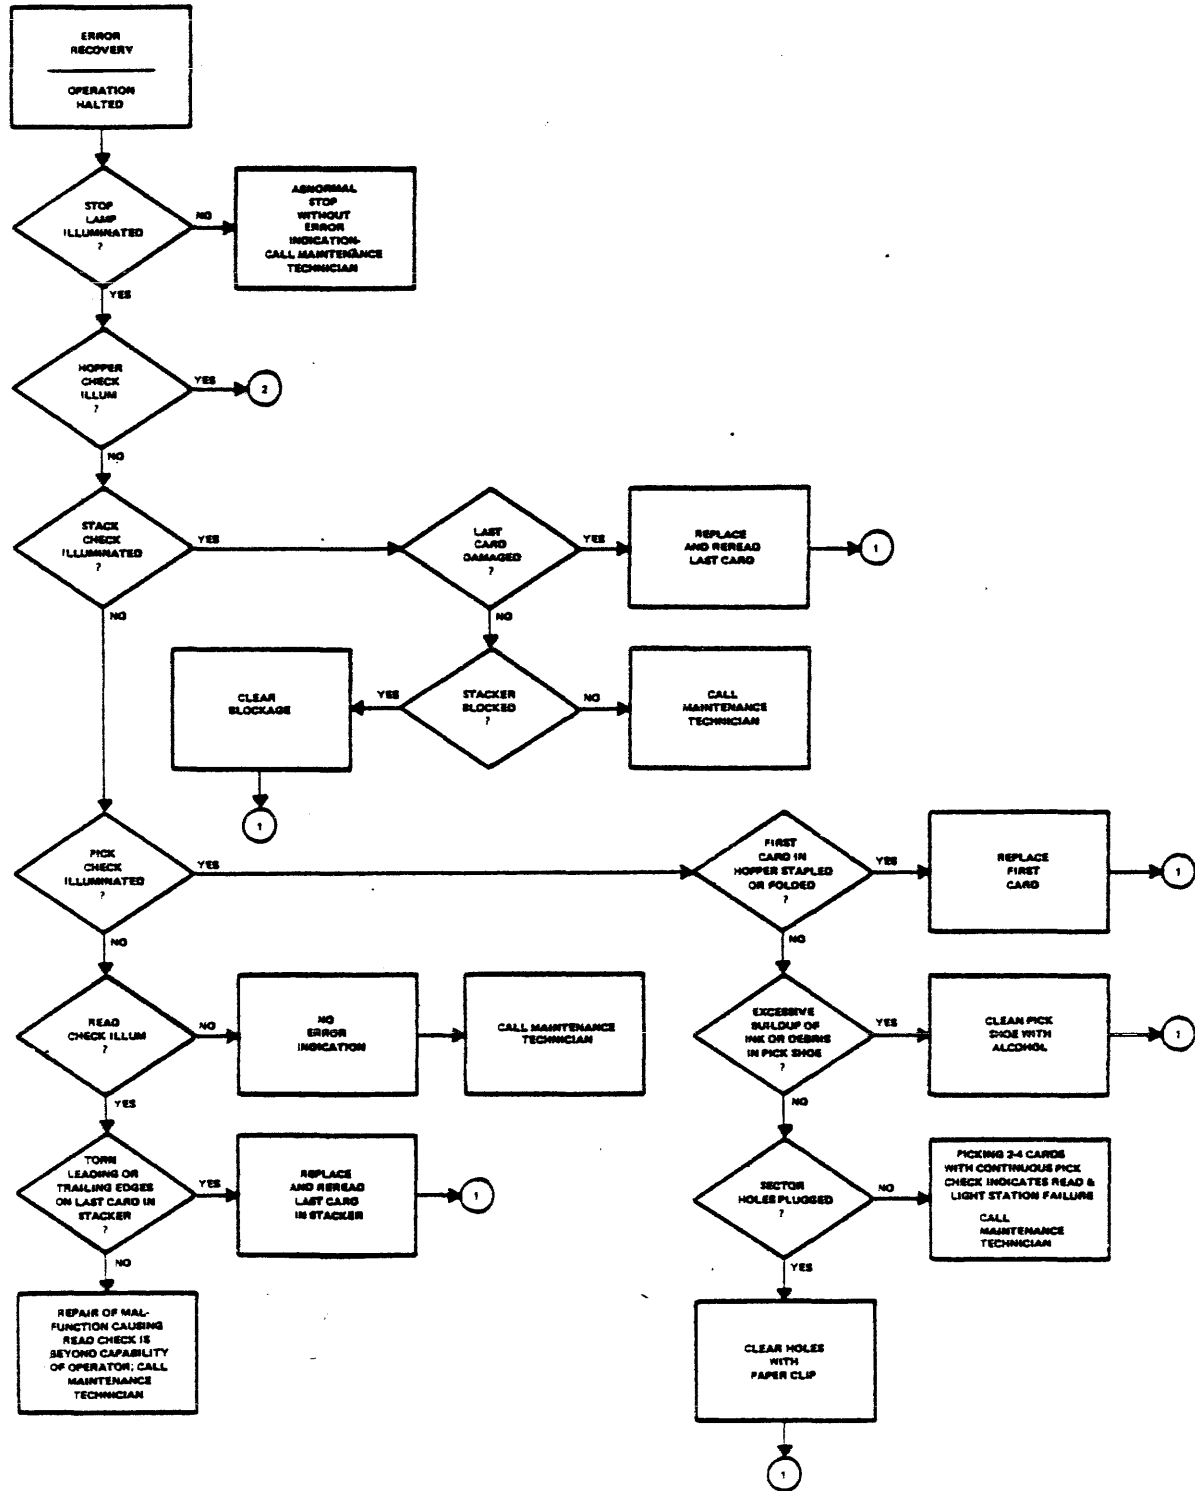 ERROR
RECOVERY
OPERATION
HALTED
STOP
LAMP
ILLUMINATED
?
NO
ABNORMAL
STOP
WITHOUT
ERROR
INDICATION-
CALL MAINTENANCE
TECHNICIAN
YES
HOPPER
CHECK
ILLUM
?
YES
2
NO
STACK
CHECK
ILLUMINATED
?
YES
LAST
CARD
DAMAGED
?
YES
REPLACE
AND REREAD
LAST CARD
1
NO
NO
CLEAR
BLOCKAGE
YES
STACKER
BLOCKED
?
NO
CALL
MAINTENANCE
TECHNICIAN
1
PICK
CHECK
ILLUMINATED
?
YES
FIRST
CARD IN
HOPPER STAPLED
OR FOLDED
?
YES
REPLACE
FIRST
CARD
1
NO
NO
READ
CHECK ILLUM
?
NO
NO
ERROR
INDICATION
CALL MAINTENANCE
TECHNICIAN
EXCESSIVE
BUILDUP OF
INK OR DEBRIS
IN PICK SHOE
?
YES
CLEAN PICK
SHOE WITH
ALCOHOL
1
YES
NO
TORN
LEADING OR
TRAILING EDGES
ON LAST CARD IN
STACKER
?
YES
REPLACE
AND REREAD
LAST CARD
IN STACKER
1
SECTOR
HOLES PLUGGED
?
NO
PICKING 2-4 CARDS
WITH CONTINUOUS PICK
CHECK INDICATES READ &
LIGHT STATION FAILURE
CALL
MAINTENANCE
TECHNICIAN
NO
YES
REPAIR OF MAL-
FUNCTION CAUSING
READ CHECK IS
BEYOND CAPABILITY
OF OPERATOR; CALL
MAINTENANCE
TECHNICIAN
CLEAR HOLES
WITH
PAPER CLIP
1